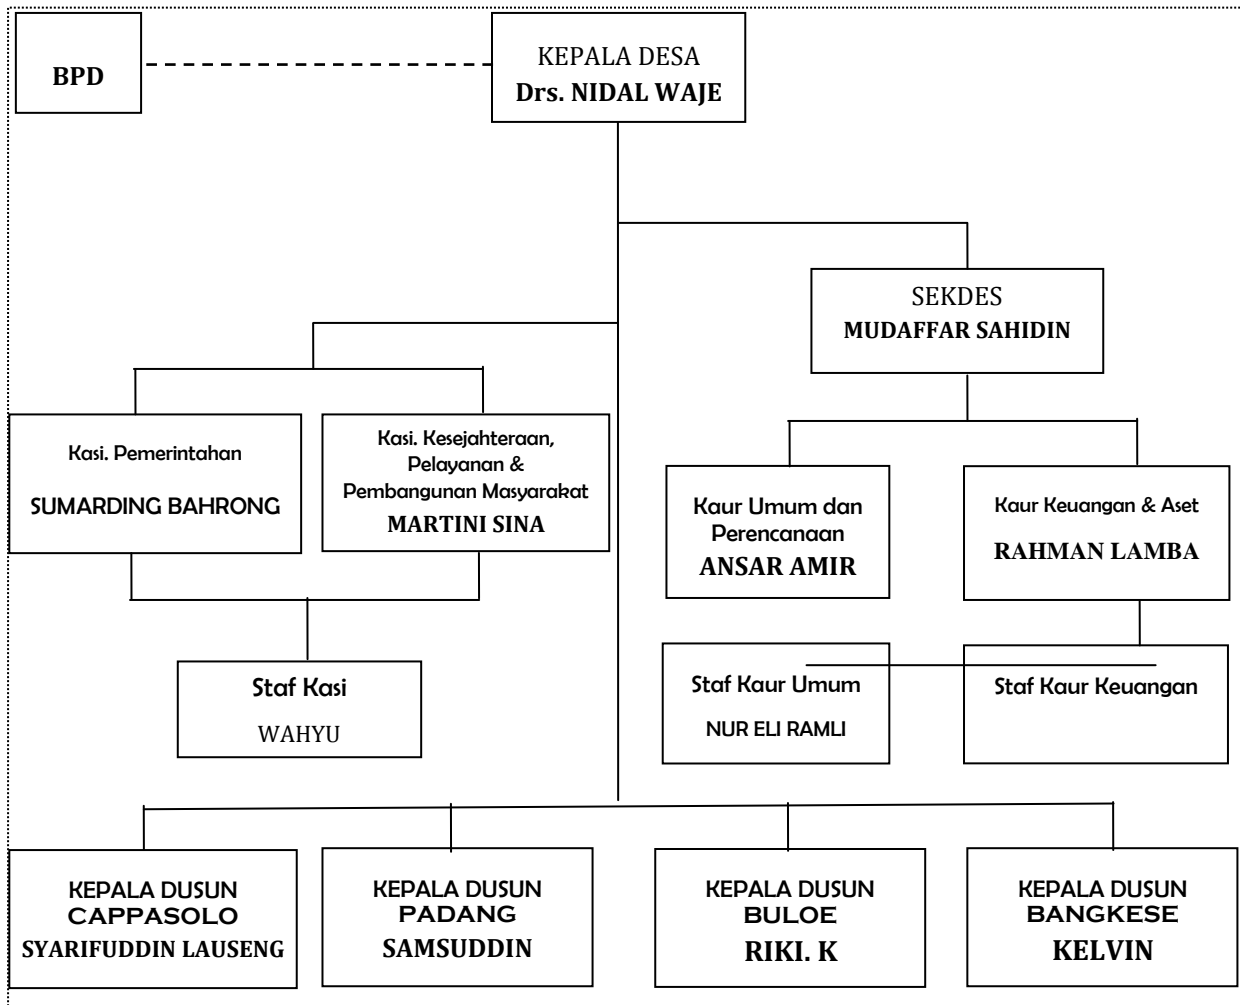 BPD
KEPALA DESA
Drs. NIDAL WAJE
SEKDES
MUDAFFAR SAHIDIN
Kasi. Pemerintahan
SUMARDING BAHRONG
Kasi. Kesejahteraan,
Pelayanan &
Pembangunan Masyarakat
MARTINI SINA
Kaur Umum dan
Perencanaan
ANSAR AMIR
Kaur Keuangan & Aset
RAHMAN LAMBA
Staf Kasi
WAHYU
Staf Kaur Umum
NUR ELI RAMLI
Staf Kaur Keuangan
KEPALA DUSUN
CAPPASOLO
SYARIFUDDIN LAUSENG
KEPALA DUSUN
PADANG
SAMSUDDIN
KEPALA DUSUN
BULOE
RIKI. K
KEPALA DUSUN
BANGKESE
KELVIN